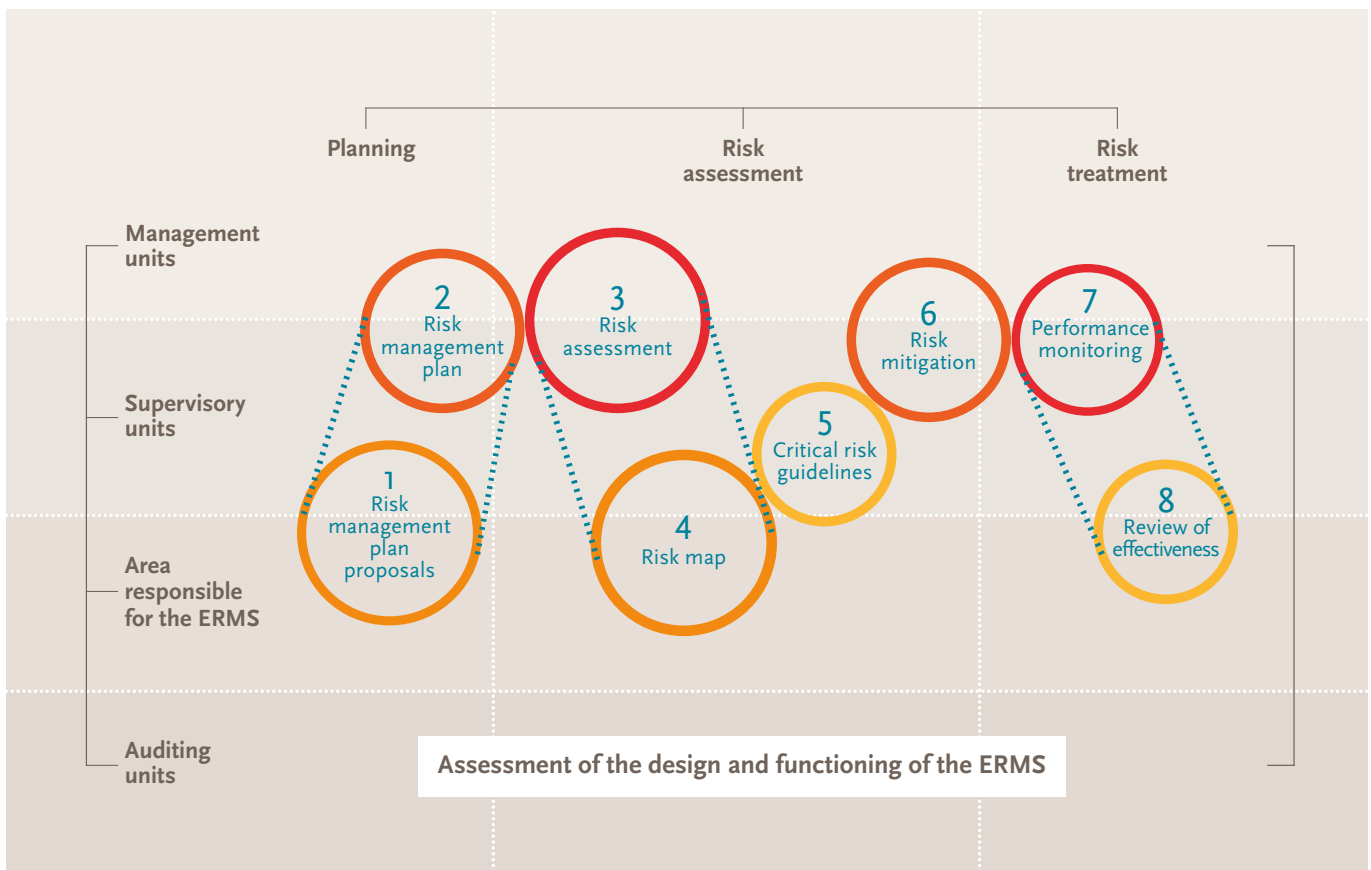 Planning
Risk
assessment
Risk
treatment
Management
units
Supervisory
units
Area
responsible
for the ERMS
Auditing
units
1
Risk
management
plan
proposals
2
Risk
management
plan
3
Risk
assessment
4
Risk map
5
Critical risk
guidelines
6
Risk
mitigation
7
Performance
monitoring
8
Review of
effectiveness
Assessment of the design and functioning of the ERMS